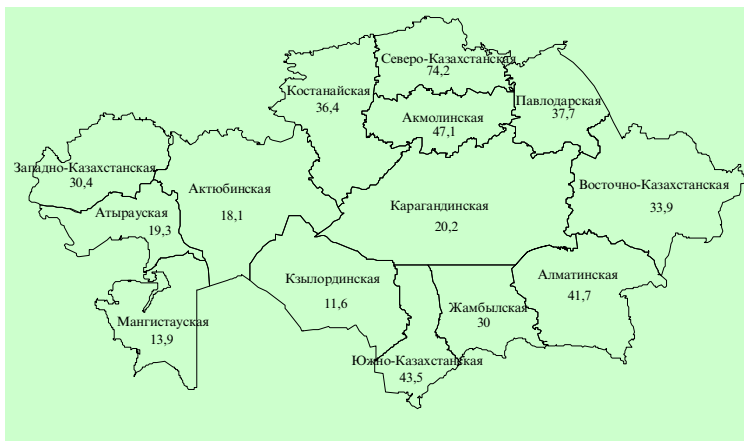 Северо-Казахстанская
74,2
Костанайская
36,4
Павлодарская
37,7
Акмолинская
47,1
Западно-Казахстанская
30,4
Актюбинская
18,1
Восточно-Казахстанская
33,9
Атырауская
19,3
Карагандинская
20,2
Кзылординская
11,6
Алматинская
41,7
Жамбылская
30
Мангистауская
13,9
Южно-Казахстанская
43,5